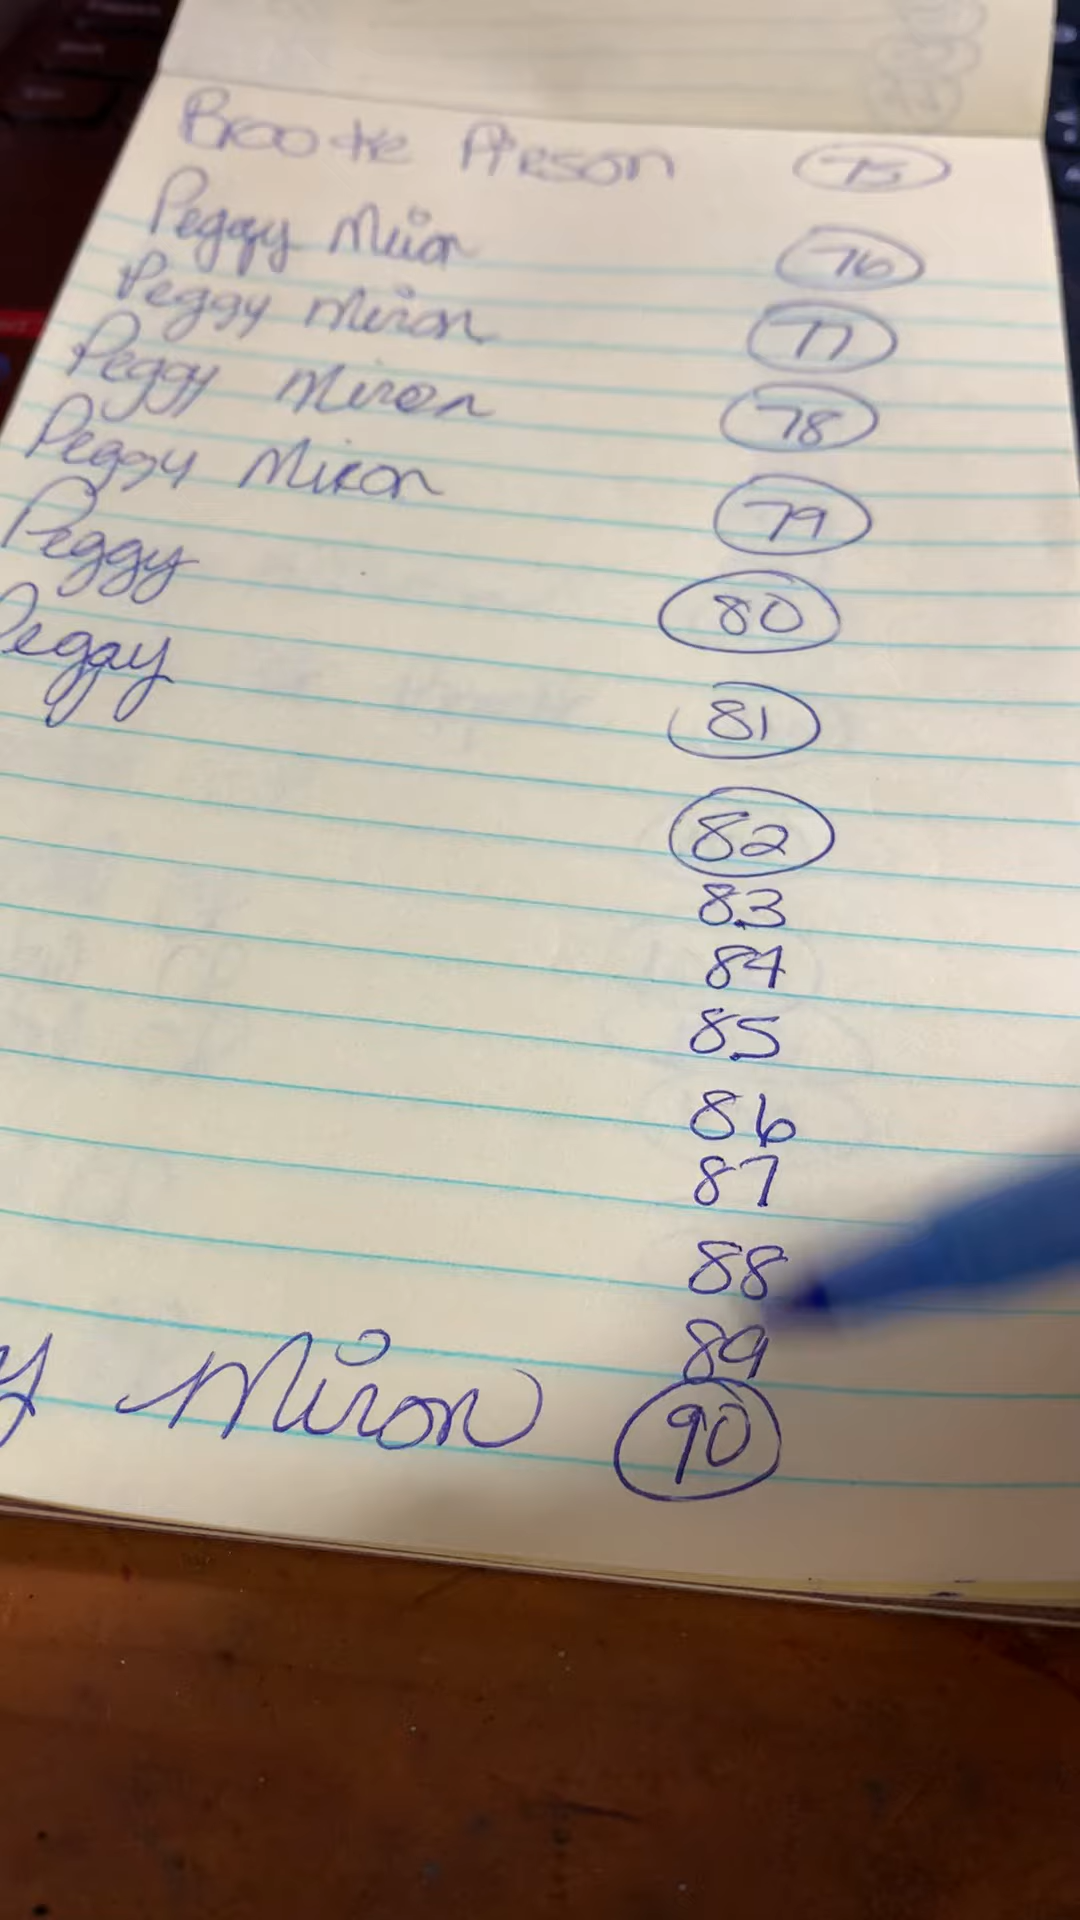 Brooke Pierson 75
Peggy Miron 76
Peggy Miron 77
Peggy Miron 78
Peggy Miron 79
Peggy 80
Peggy 81
82
83
84
85
86
87
88
89
y Miron 90